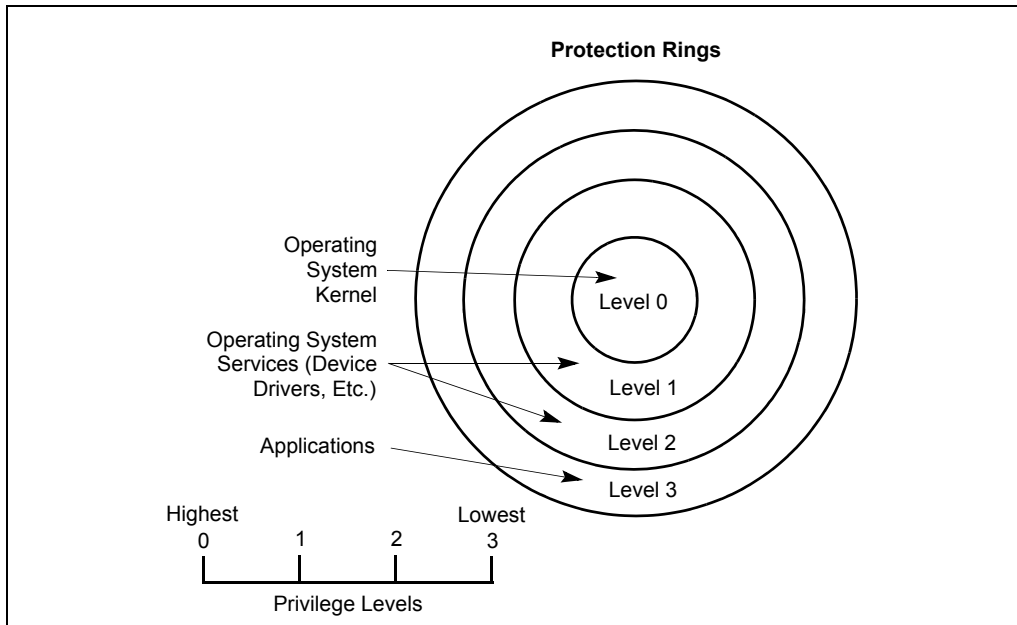 Protection Rings
Operating
System
Kernel
Level 0
Operating System
Services (Device
Drivers, Etc.)
Level 1
Level 2
Applications
Level 3
Highest
Lowest
0
1
2
3
Privilege Levels